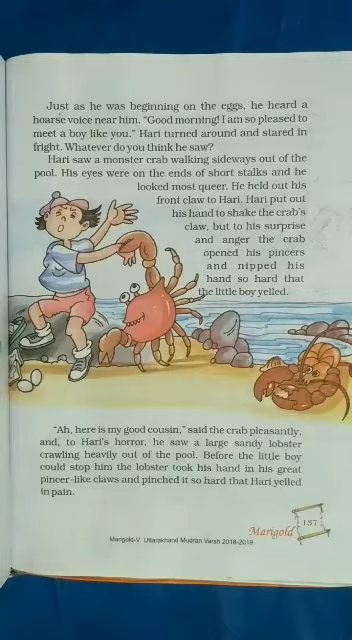 Just as he was beginning on the eggs, he heard a
hoarse voice near him. "Good morning! I am so pleased to
meet a boy like you." Hari turned around and stared in
fright. Whatever do you think he saw?
Hari saw a monster crab walking sideways out of the
pool. His eyes were on the ends of short stalks and he
looked most queer. He held out his
front claw to Hari. Hari put out
his hand to shake the crab's
claw, but to his surprise
and anger the crab
opened his pincers
and nipped his
hand so hard that
the little boy yelled.
"Ah, here is my good cousin," said the crab pleasantly,
and, to Hari's horror, he saw a large sandy lobster
crawling heavily out of the pool. Before the little boy
could stop him the lobster took his hand in his great
pincer-like claws and pinched it so hard that Hari yelled
in pain.
Marigold 137
Marigold-V Uttarakhand Mudran Varsh 2018-2019